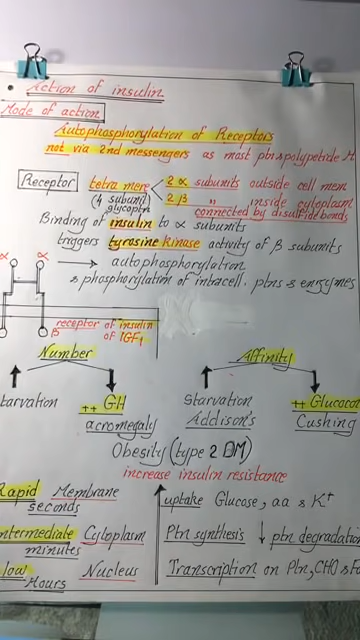 Action of insulin
Mode of action
Autophosphorylation of Receptors
not via 2nd messengers as most ptn & polypeptide H
Receptor tetra mere 2 α subunits outside cell mem
(4 subunit glycoptn) 2 β " inside cytoplasm
connected by disulfide bonds
Binding of insulin to α subunits
triggers tyrosine kinase activity of β subunits
α α → autophosphorylation
& phosphorylation of intracell. ptns & enzymes
β receptor of insulin
of IGF1
Number Affinity
tarvation ++ GH Starvation ++ Glucocor
acromegaly Addison's Cushing
Obesity (type 2 DM)
increase insulin resistance
Rapid Membrane ↑ uptake Glucose, aa & K+
seconds
intermediate Cytoplasm Ptn synthesis ↓ ptn degradation
minutes
low Nucleus Transcription on Ptn, CHO & Fa
Hours